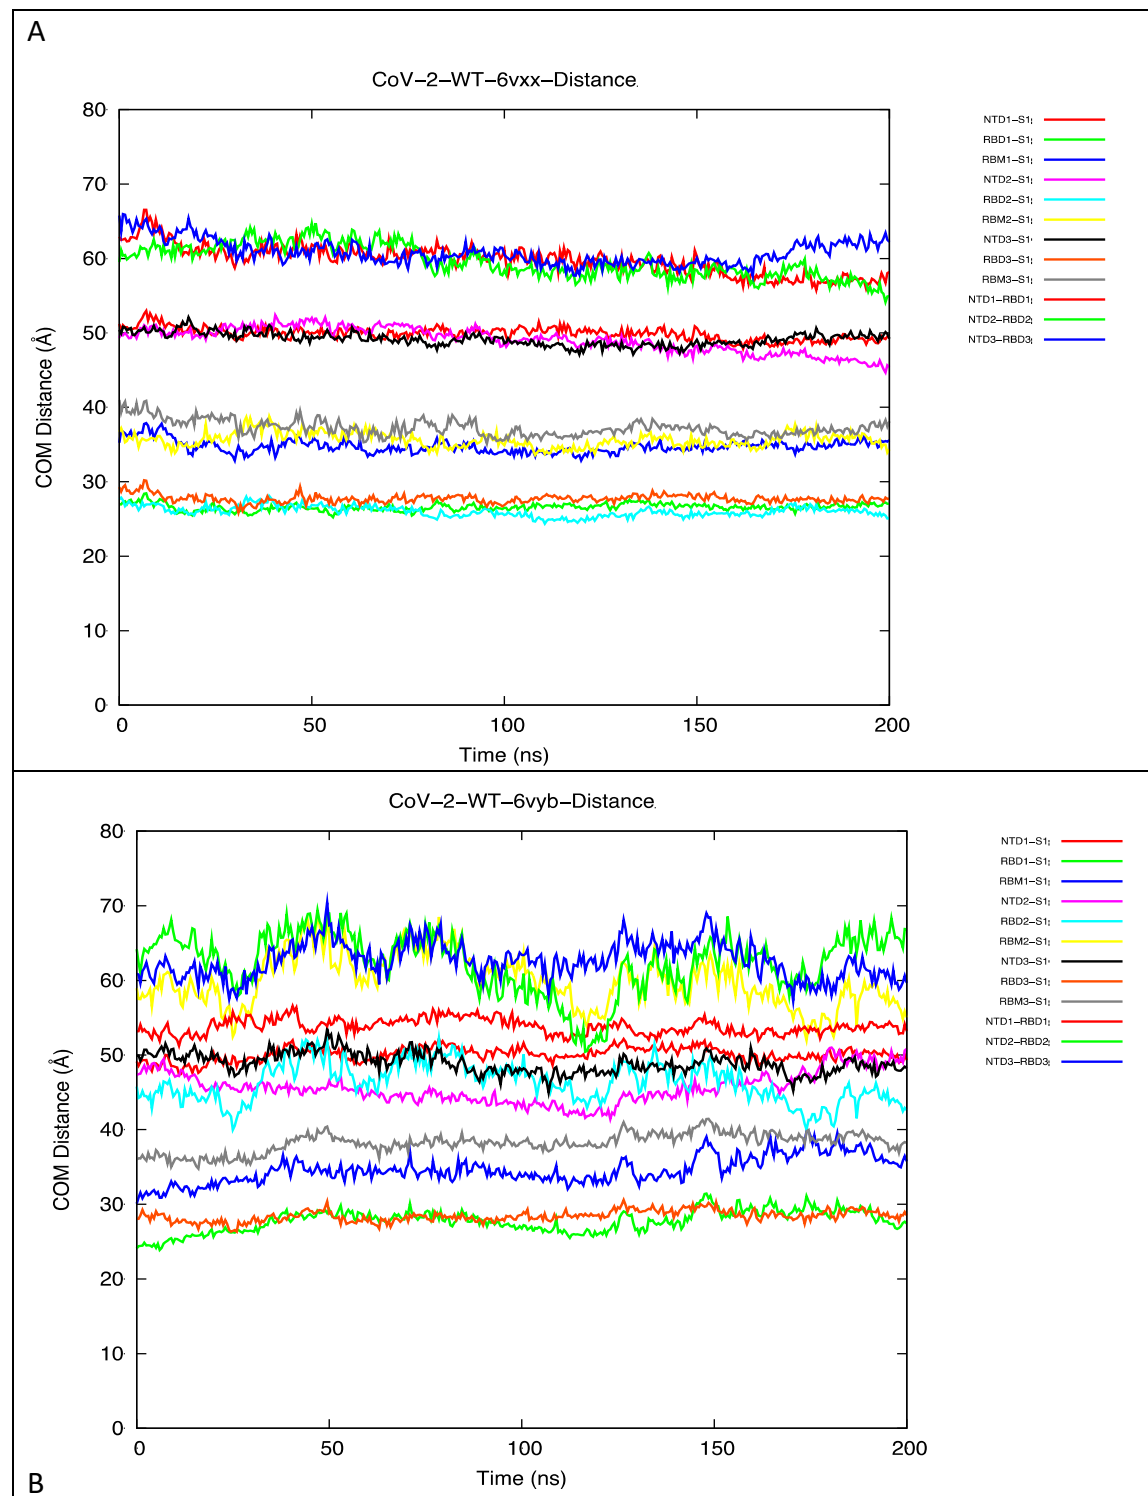 A
CoV-2-WT-6vxx-Distance
80
70
60
50
40
30
20
10
0
COM Distance (Å)
0 50 100 150 200
Time (ns)
NTD1-S1
RBD1-S1
RBM1-S1
NTD2-S1
RBD2-S1
RBM2-S1
NTD3-S1
RBD3-S1
RBM3-S1
NTD1-RBD1
NTD2-RBD2
NTD3-RBD3
CoV-2-WT-6vyb-Distance
80
70
60
50
40
30
20
10
0
COM Distance (Å)
0 50 100 150 200
Time (ns)
NTD1-S1
RBD1-S1
RBM1-S1
NTD2-S1
RBD2-S1
RBM2-S1
NTD3-S1
RBD3-S1
RBM3-S1
NTD1-RBD1
NTD2-RBD2
NTD3-RBD3
B